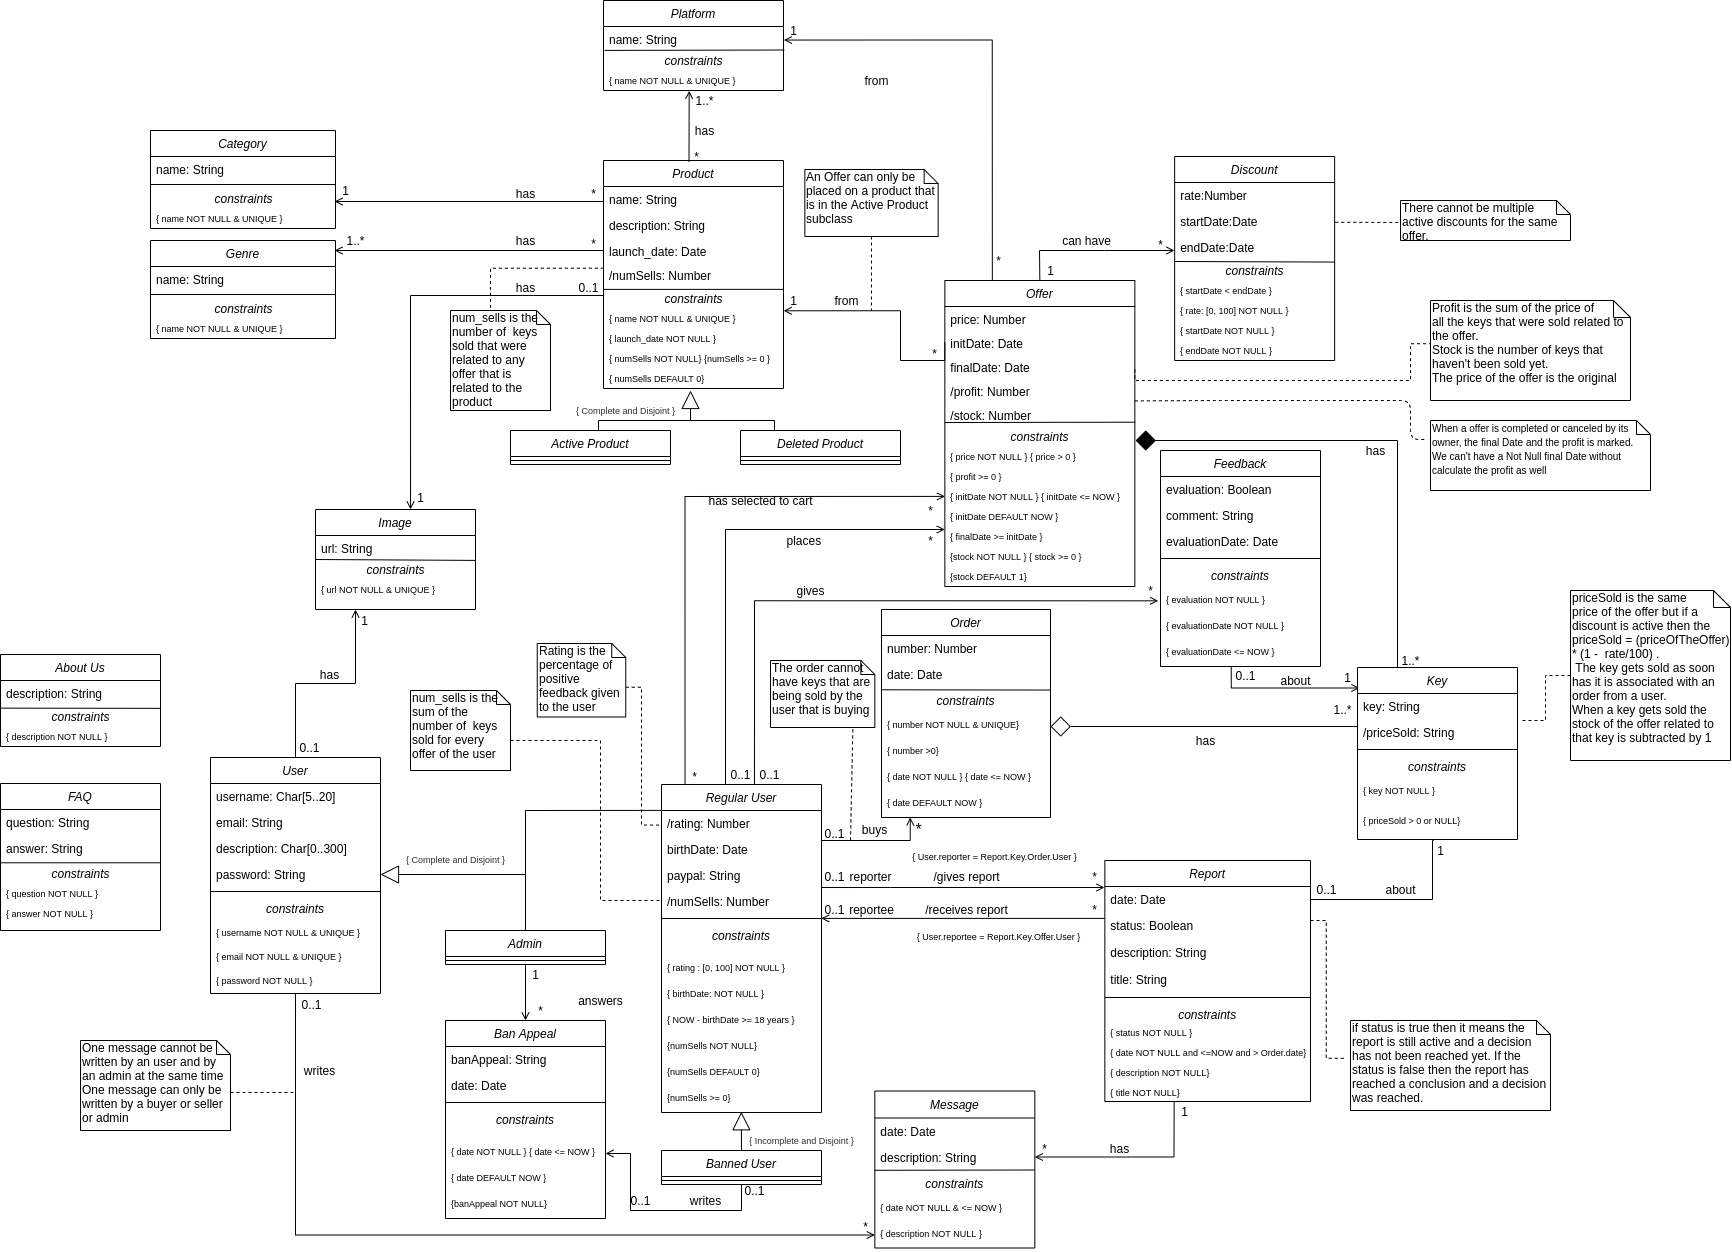 Platform
name: String
constraints
{ name NOT NULL & UNIQUE }
1
from
*
1..*
has
*
Category
name: String
constraints
{ name NOT NULL & UNIQUE }
1
has
*
Genre
name: String
constraints
{ name NOT NULL & UNIQUE }
1..*
has
*
Product
name: String
description: String
launch_date: Date
/numSells: Number
constraints
{ name NOT NULL & UNIQUE }
{ launch_date NOT NULL }
{ numSells NOT NULL} {numSells >= 0 }
{ numSells DEFAULT 0}
has
0..1
1
An Offer can only be
placed on a product that
is in the Active Product
subclass
1
from
*
num_sells is the
number of  keys
sold that were
related to any
offer that is
related to the
product
{ Complete and Disjoint }
Active Product
Deleted Product
Discount
rate:Number
startDate:Date
endDate:Date
constraints
{ startDate < endDate }
{ rate: [0, 100] NOT NULL }
{ startDate NOT NULL }
{ endDate NOT NULL }
can have
*
1
There cannot be multiple
active discounts for the same
offer.
Offer
price: Number
initDate: Date
finalDate: Date
/profit: Number
/stock: Number
constraints
{ price NOT NULL } { price > 0 }
{ profit >= 0 }
{ initDate NOT NULL } { initDate <= NOW }
{ initDate DEFAULT NOW }
{ finalDate >= initDate }
{stock NOT NULL } { stock >= 0 }
{stock DEFAULT 1}
Profit is the sum of the price of
all the keys that were sold related to
the offer.
Stock is the number of keys that
haven't been sold yet.
The price of the offer is the original
When a offer is completed or canceled by its
owner, the final Date and the profit is marked.
We can't have a Not Null final Date without
calculate the profit as well
has
1..*
Feedback
evaluation: Boolean
comment: String
evaluationDate: Date
constraints
{ evaluation NOT NULL }
{ evaluationDate NOT NULL }
{ evaluationDate <= NOW }
0..1
about
1
Image
url: String
constraints
{ url NOT NULL & UNIQUE }
1
has
0..1
has selected to cart
*
places
*
gives
*
*
0..1
0..1
Order
number: Number
date: Date
constraints
{ number NOT NULL & UNIQUE}
{ number >0}
{ date NOT NULL } { date <= NOW }
{ date DEFAULT NOW }
1..*
has
Key
key: String
/priceSold: String
constraints
{ key NOT NULL }
{ priceSold > 0 or NULL}
priceSold is the same
price of the offer but if a
discount is active then the
priceSold = (priceOfTheOffer)
* (1 -  rate/100) .
The key gets sold as soon
has it is associated with an
order from a user.
When a key gets sold the
stock of the offer related to
that key is subtracted by 1
About Us
description: String
constraints
{ description NOT NULL }
FAQ
question: String
answer: String
constraints
{ question NOT NULL }
{ answer NOT NULL }
Rating is the
percentage of
positive
feedback given
to the user
num_sells is the
sum of the
number of  keys
sold for every
offer of the user
The order cannot
have keys that are
being sold by the
user that is buying
User
username: Char[5..20]
email: String
description: Char[0..300]
password: String
constraints
{ username NOT NULL & UNIQUE }
{ email NOT NULL & UNIQUE }
{ password NOT NULL }
{ Complete and Disjoint }
Regular User
/rating: Number
birthDate: Date
paypal: String
/numSells: Number
constraints
{ rating : [0, 100] NOT NULL }
{ birthDate: NOT NULL }
{ NOW - birthDate >= 18 years }
{numSells NOT NULL}
{numSells DEFAULT 0}
{numSells >= 0}
0..1
buys
*
{ User.reporter = Report.Key.Order.User }
0..1
reporter
/gives report
*
0..1
reportee
/receives report
*
{ User.reportee = Report.Key.Offer.User }
Report
date: Date
status: Boolean
description: String
title: String
constraints
{ status NOT NULL }
{ date NOT NULL and <=NOW and > Order.date}
{ description NOT NULL}
{ title NOT NULL}
0..1
about
1
if status is true then it means the
report is still active and a decision
has not been reached yet. If the
status is false then the report has
reached a conclusion and a decision
was reached.
Admin
1
answers
*
Ban Appeal
banAppeal: String
date: Date
constraints
{ date NOT NULL } { date <= NOW }
{ date DEFAULT NOW }
{banAppeal NOT NULL}
{ Incomplete and Disjoint }
Banned User
0..1
writes
0..1
0..1
writes
*
One message cannot be
written by an user and by
an admin at the same time
One message can only be
written by a buyer or seller
or admin
Message
date: Date
description: String
constraints
{ date NOT NULL & <= NOW }
{ description NOT NULL }
1
has
*